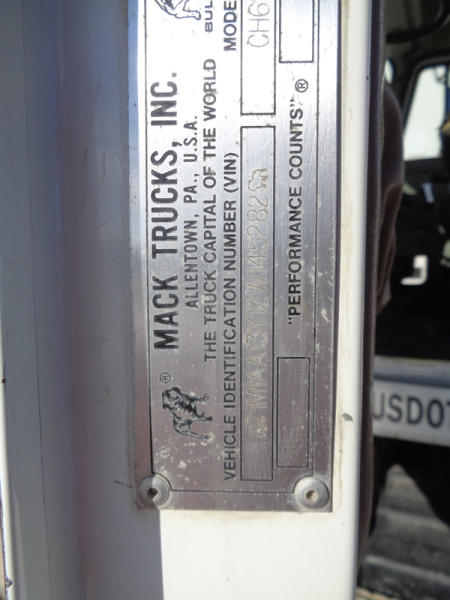 MACK TRUCKS, INC.
ALLENTOWN, PA., U.S.A.
THE TRUCK CAPITAL OF THE WORLD
BUL
VEHICLE IDENTIFICATION NUMBER (VIN)
MODE
CH6
"PERFORMANCE COUNTS"®
®
USDOT